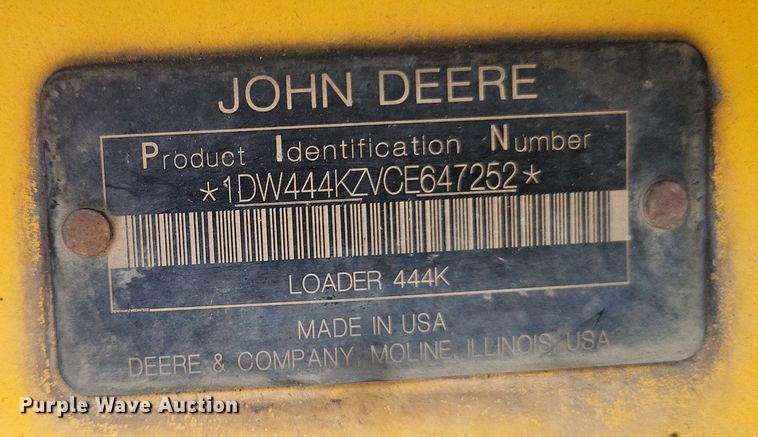 JOHN DEERE
Product Identification Number
*1DW444KZVCE647252*
LOADER 444K
MADE IN USA
DEERE & COMPANY, MOLINE, ILLINOIS, USA
Purple Wave Auction